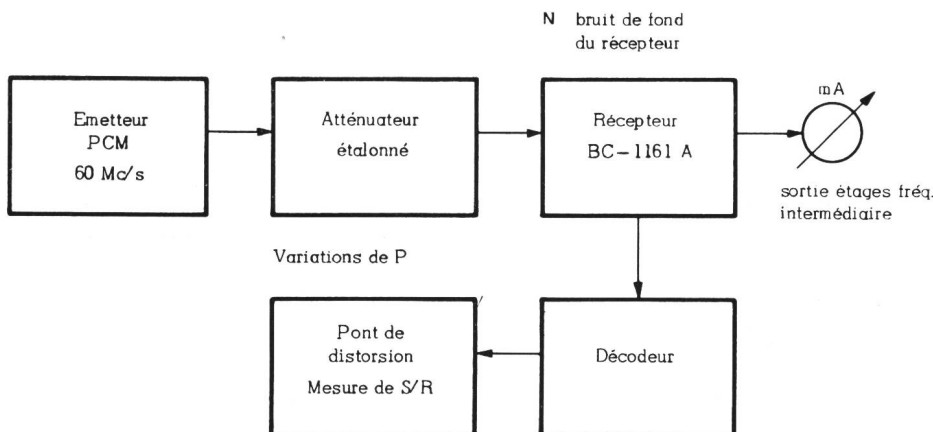 N bruit de fond
du récepteur
Emetteur
PCM
60 Mc/s
Atténuateur
étalonné
Récepteur
BC-1161 A
mA
sortie étages fréq.
intermédiaire
Variations de P
Pont de
distorsion
Mesure de S/R
Décodeur